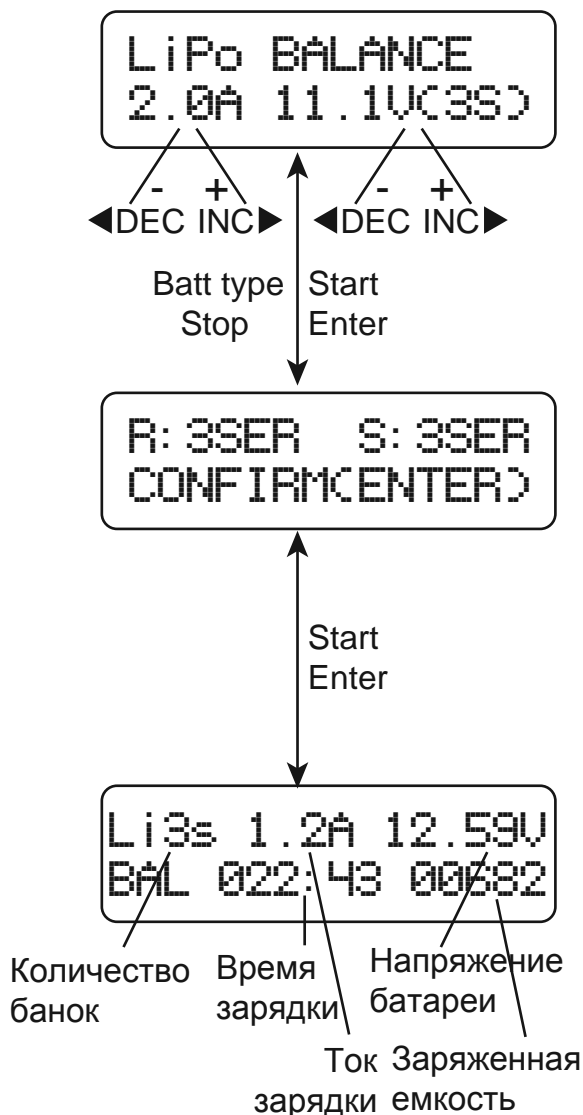 LiPo BALANCE
2.0A 11.1V(3S)
- + - +
◀DEC INC▶ ◀DEC INC▶
Batt type Start
Stop Enter
R: 3SER S: 3SER
CONFIRM(ENTER)
Start
Enter
Li3s 1.2A 12.59V
BAL 022:43 00682
Количество банок
Время зарядки
Напряжение батареи
Ток зарядки
Заряженная емкость